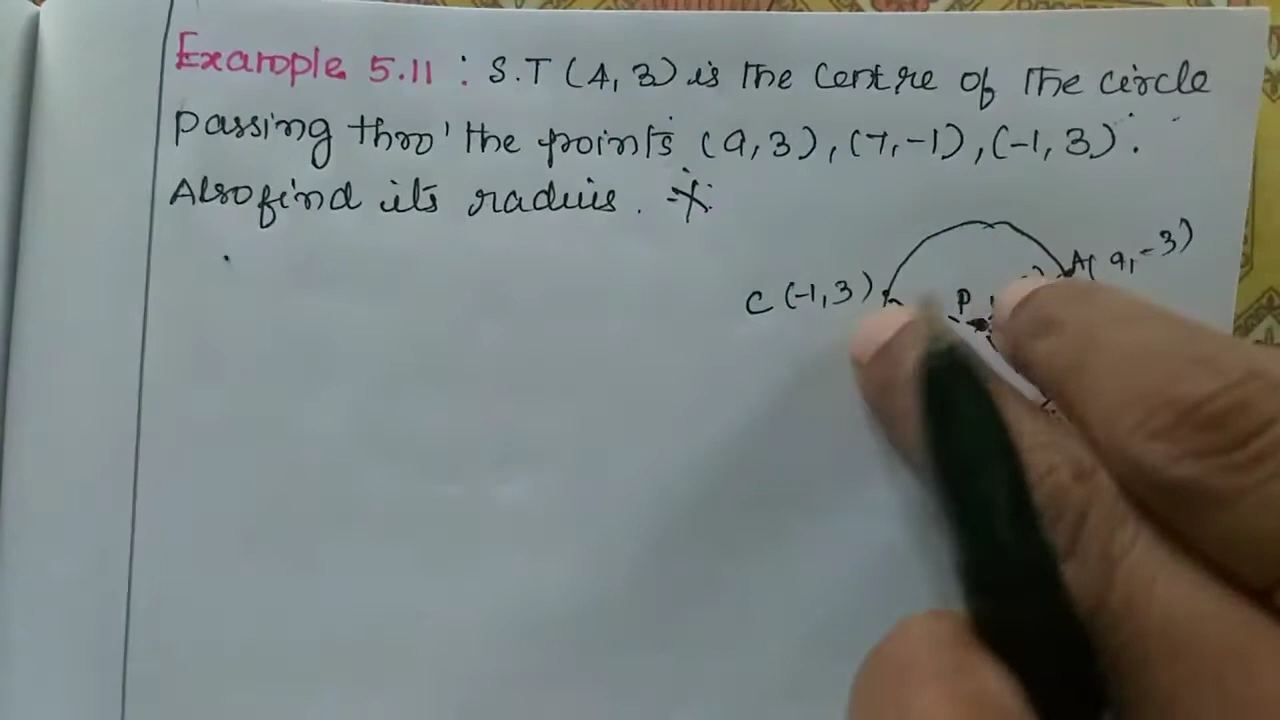 Example 5.11 : S.T (4, 3) is the centre of the circle
passing thro' the points (9, 3), (7, -1), (-1, 3).
Also find its radius.
A( 9, -3)
C (-1, 3)
P